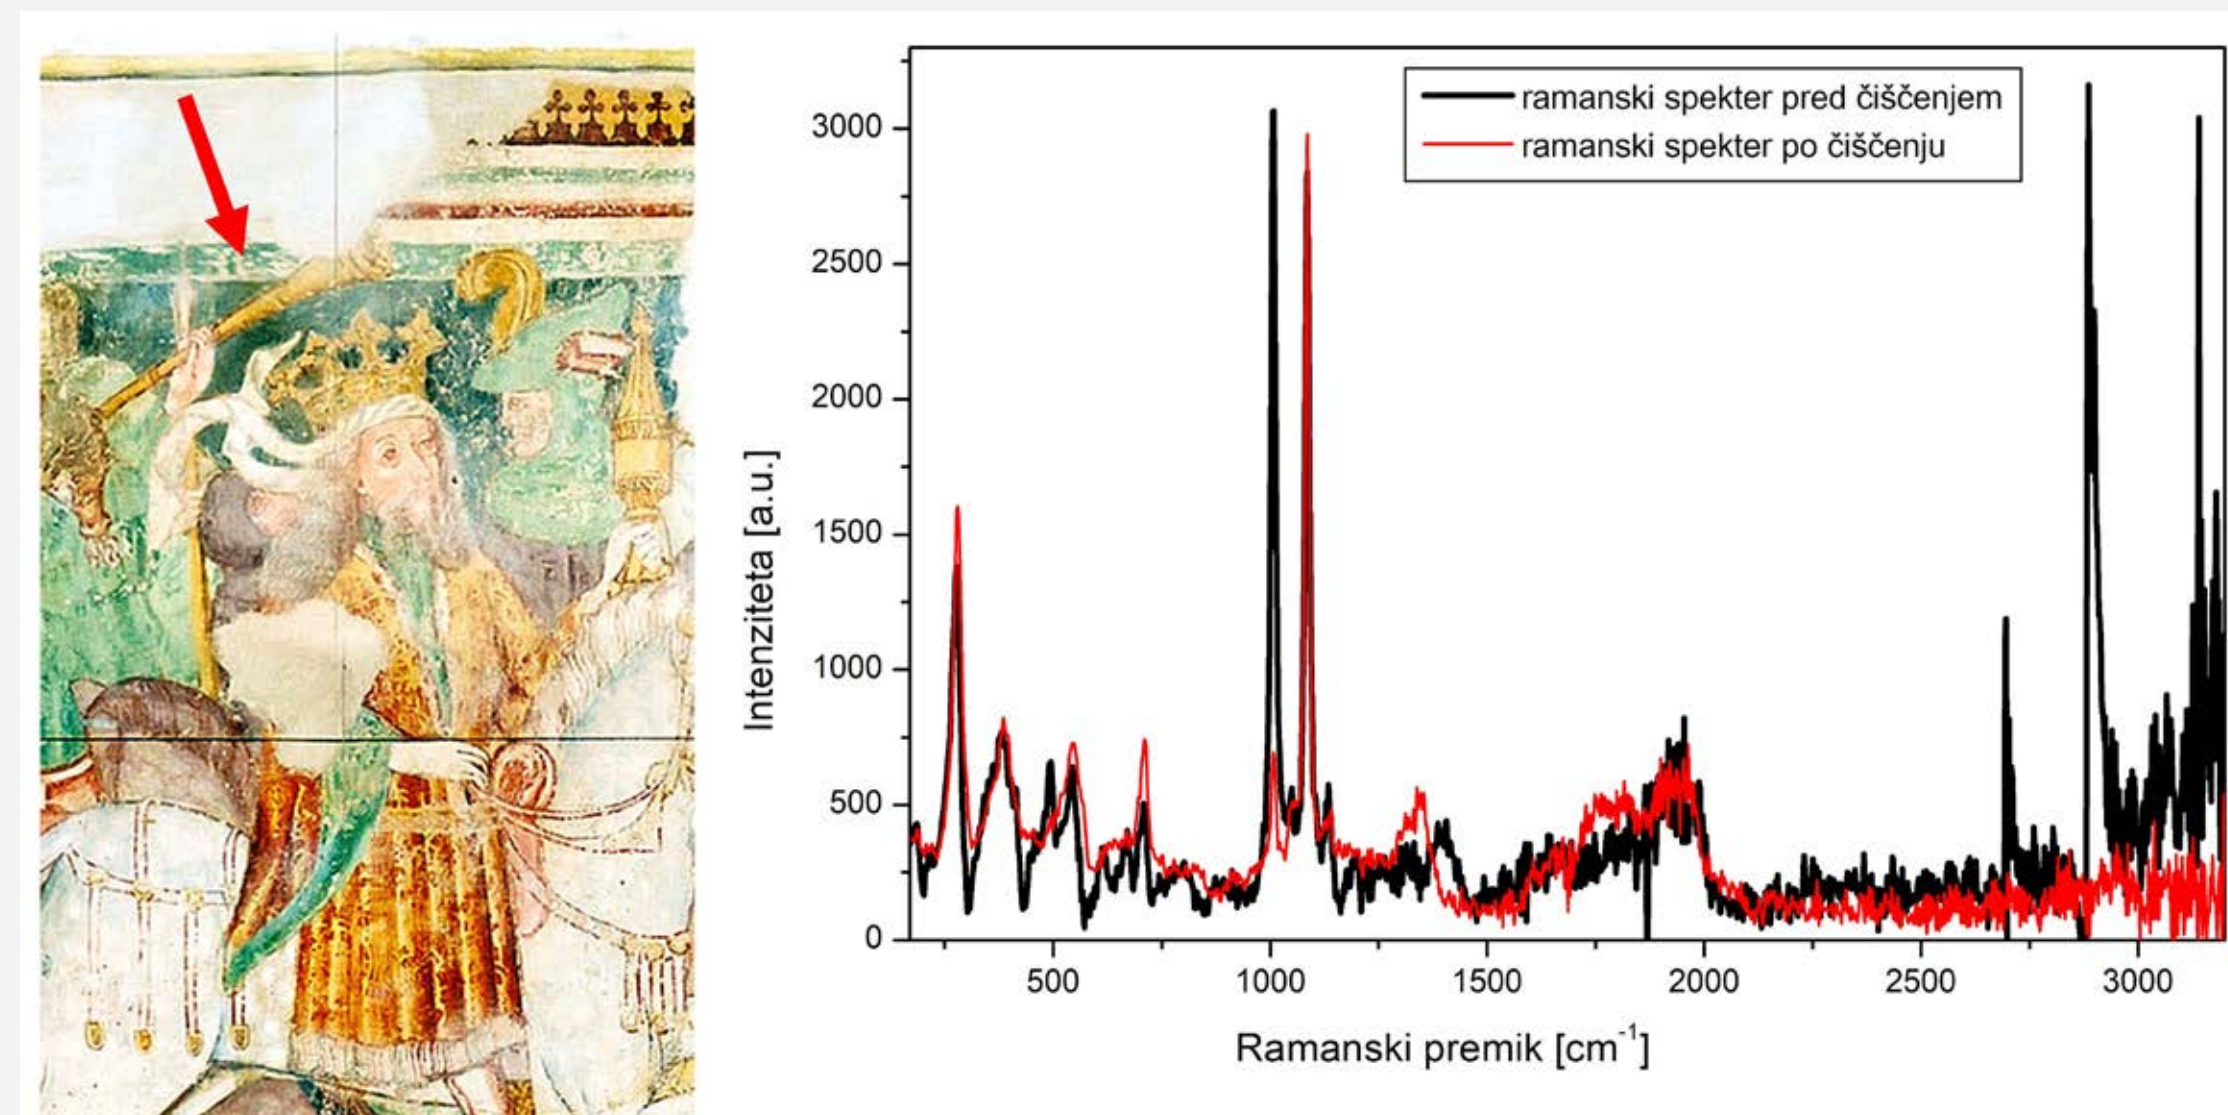 ramanski spekter pred čiščenjem
ramanski spekter po čiščenju
Intenziteta [a.u.]
3000
2500
2000
1500
1000
500
0
500 1000 1500 2000 2500 3000
Ramanski premik [cm⁻¹]